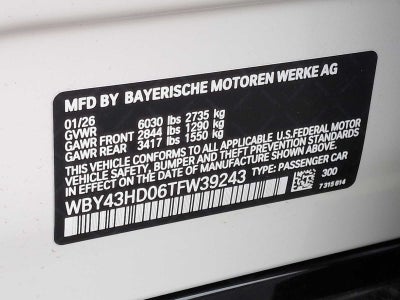 MFD BY BAYERISCHE MOTOREN WERKE AG
01/26
GVWR 6030 lbs 2735 kg
GAWR FRONT 2844 lbs 1290 kg
GAWR REAR 3417 lbs 1550 kg
THIS VEHICLE CONFORMS TO ALL APPLICABLE U.S.FEDERAL MOTOR
VEHICLE SAFETY, BUMPER AND THEFT PREVENTION STANDARDS IN
EFFECT ON THE DATE OF MANUFACTURE SHOWN ABOVE.
WBY43HD06TFW39243 TYPE: PASSENGER CAR
300
7 315 614